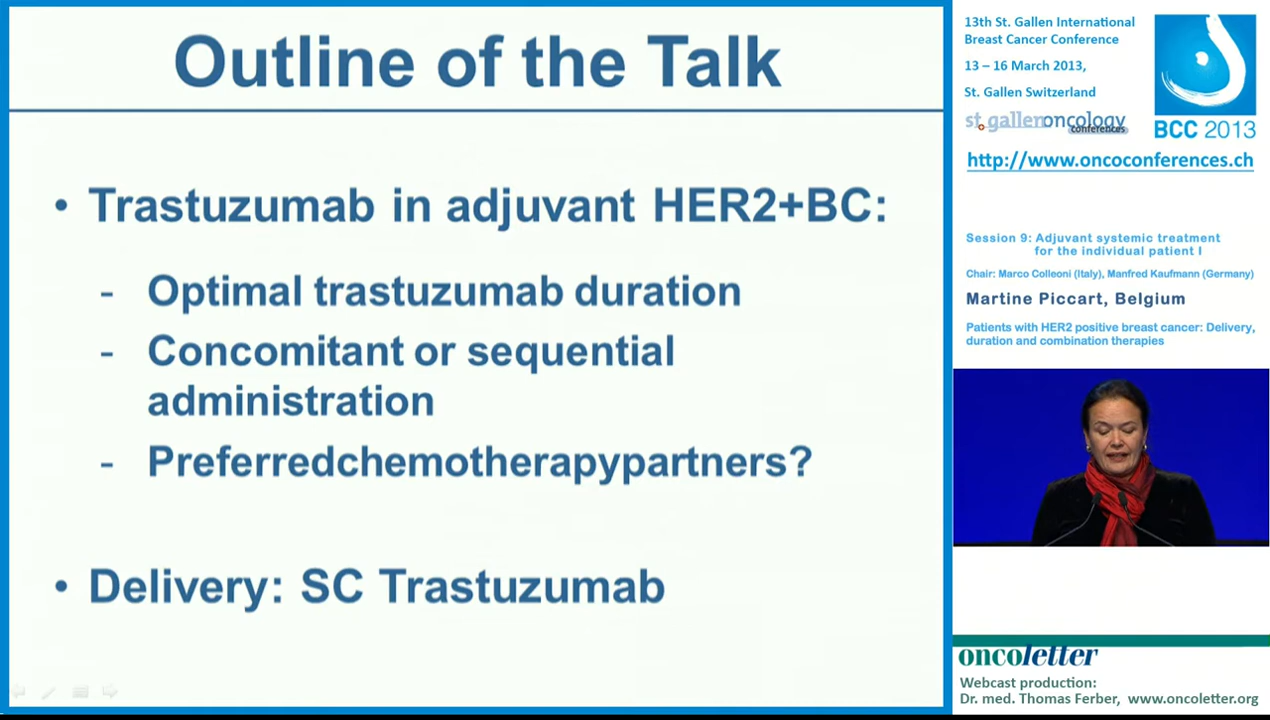 Outline of the Talk
• Trastuzumab in adjuvant HER2+BC:
- Optimal trastuzumab duration
- Concomitant or sequential
administration
- Preferredchemotherapypartners?
• Delivery: SC Trastuzumab
13th St. Gallen International
Breast Cancer Conference
13 – 16 March 2013,
St. Gallen Switzerland
st.gallenoncology
conferences
BCC 2013
http://www.oncoconferences.ch
Session 9: Adjuvant systemic treatment
for the individual patient I
Chair: Marco Colleoni (Italy), Manfred Kaufmann (Germany)
Martine Piccart, Belgium
Patients with HER2 positive breast cancer: Delivery,
duration and combination therapies
oncoletter
Webcast production:
Dr. med. Thomas Ferber, www.oncoletter.org